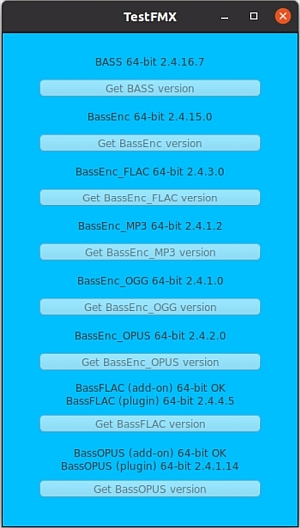 TestFMX
BASS 64-bit 2.4.16.7
Get BASS version
BassEnc 64-bit 2.4.15.0
Get BassEnc version
BassEnc_FLAC 64-bit 2.4.3.0
Get BassEnc_FLAC version
BassEnc_MP3 64-bit 2.4.1.2
Get BassEnc_MP3 version
BassEnc_OGG 64-bit 2.4.1.0
Get BassEnc_OGG version
BassEnc_OPUS 64-bit 2.4.2.0
Get BassEnc_OPUS version
BassFLAC (add-on) 64-bit OK
BassFLAC (plugin) 64-bit 2.4.4.5
Get BassFLAC version
BassOPUS (add-on) 64-bit OK
BassOPUS (plugin) 64-bit 2.4.1.14
Get BassOPUS version